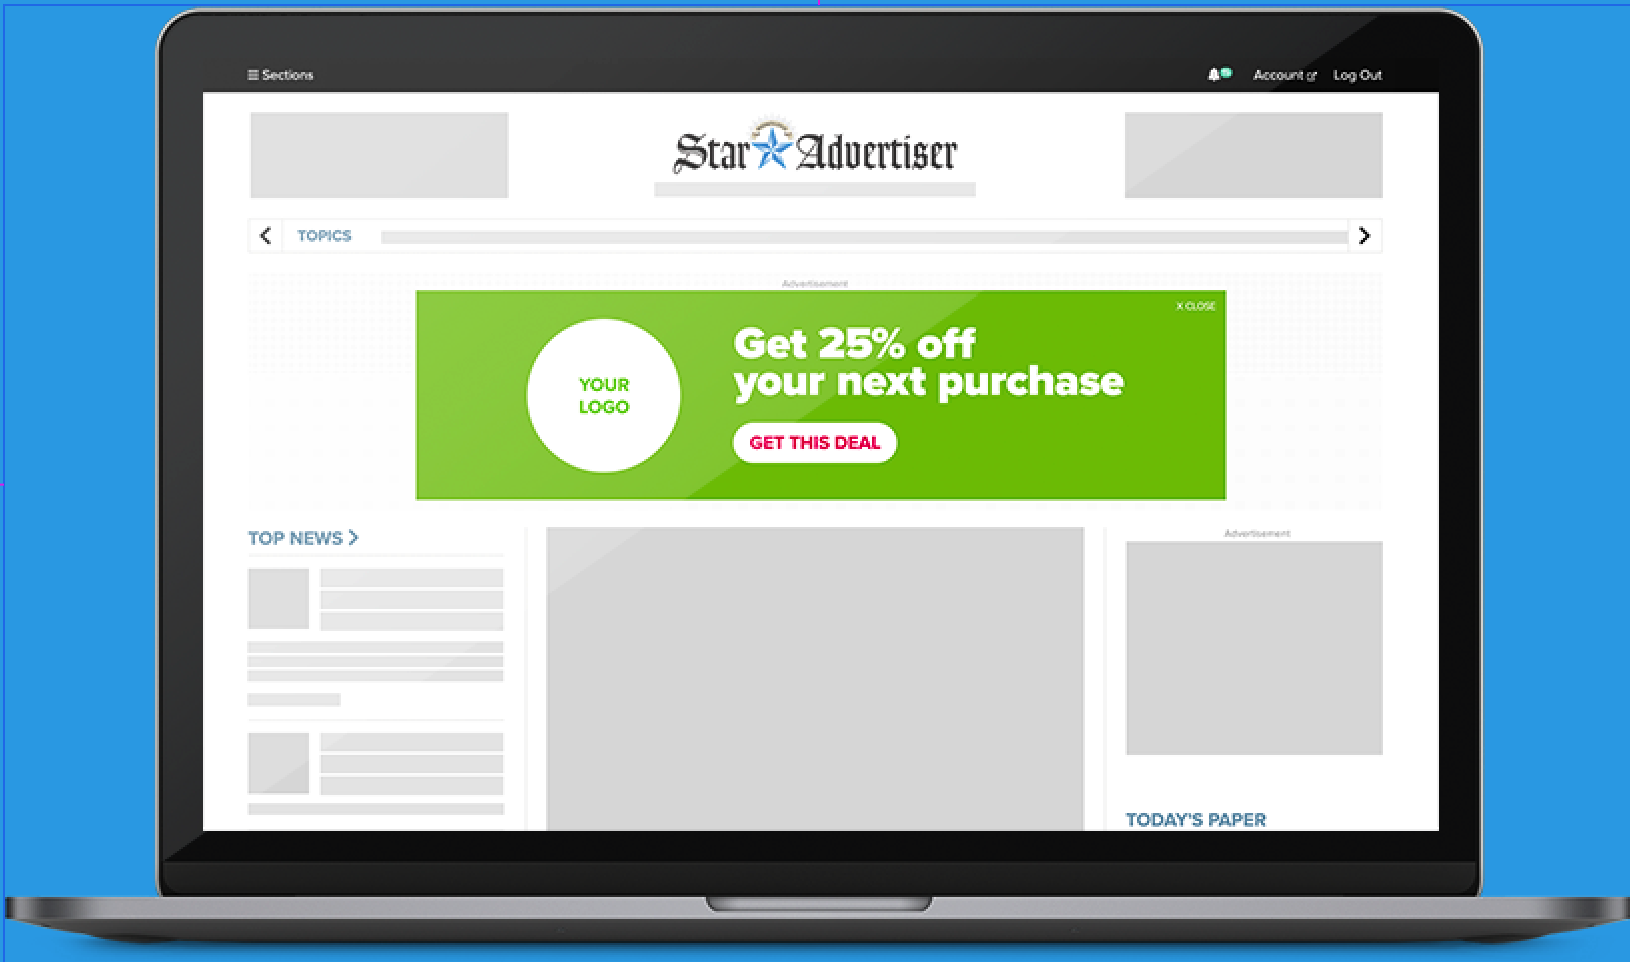 Sections
Account
Log Out
Star Advertiser
TOPICS
Advertisement
X CLOSE
YOUR
LOGO
Get 25% off
your next purchase
GET THIS DEAL
TOP NEWS
Advertisement
TODAY'S PAPER